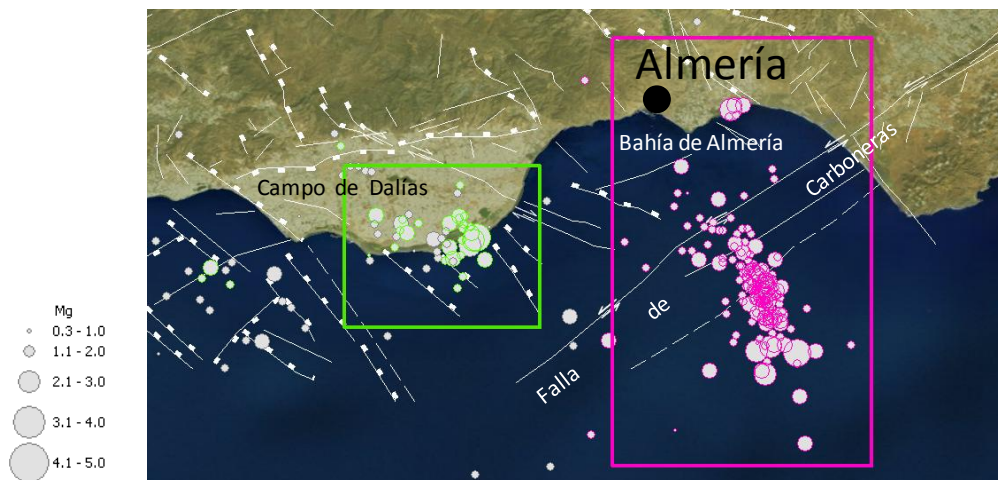 Almería
Bahía de Almería
Campo de Dalías
Carboneras
de
Falla
Mg
0.3 - 1.0
1.1 - 2.0
2.1 - 3.0
3.1 - 4.0
4.1 - 5.0